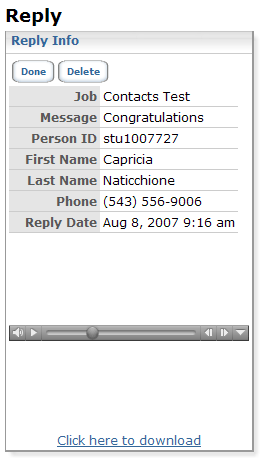 Reply
Reply Info
Done Delete
Job Contacts Test
Message Congratulations
Person ID stu1007727
First Name Capricia
Last Name Naticchione
Phone (543) 556-9006
Reply Date Aug 8, 2007 9:16 am
Click here to download